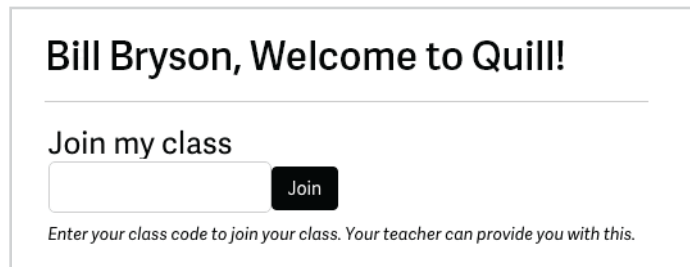 Bill Bryson, Welcome to Quill!
Join my class
Join
Enter your class code to join your class. Your teacher can provide you with this.